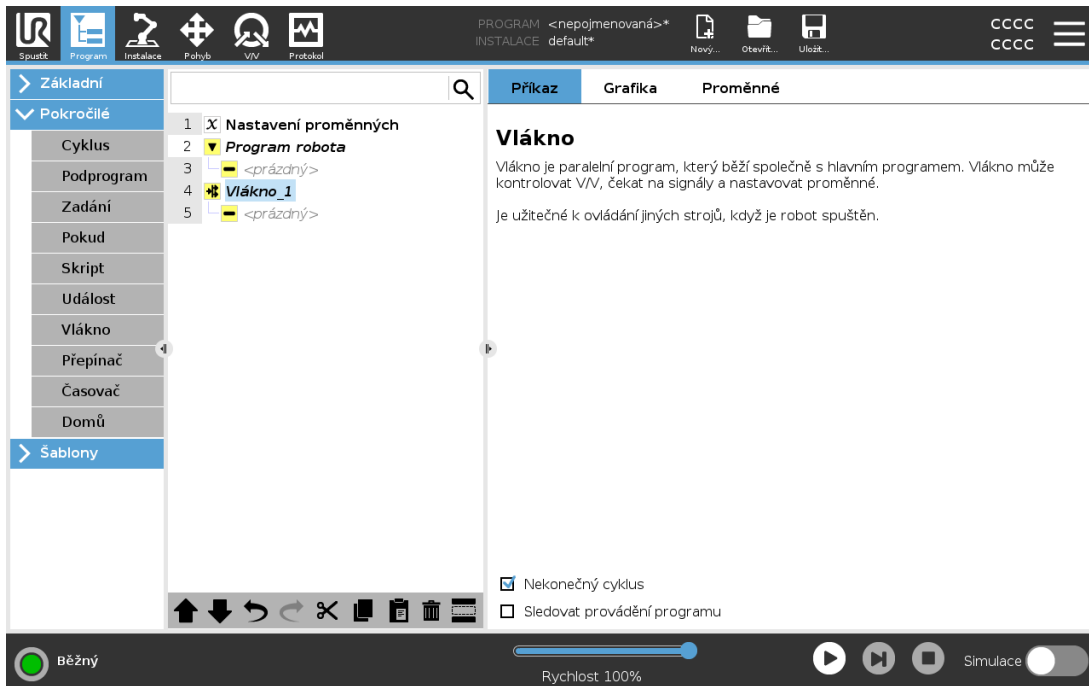 UR
Spustit
Program
Instalace
Pohyb
V/V
Protokol
PROGRAM <nepojmenovaná>*
INSTALACE default*
Nový...
Otevřít...
Uložit...
CCCC
CCCC
Základní
Pokročilé
Cyklus
Podprogram
Zadání
Pokud
Skript
Událost
Vlákno
Přepínač
Časovač
Domů
Šablony
1 X Nastavení proměnných
2 Program robota
3 <prázdný>
4 Vlákno_1
5 <prázdný>
Příkaz Grafika Proměnné
Vlákno
Vlákno je paralelní program, který běží společně s hlavním programem. Vlákno může
kontrolovat V/V, čekat na signály a nastavovat proměnné.
Je užitečné k ovládání jiných strojů, když je robot spuštěn.
Nekonečný cyklus
Sledovat provádění programu
Běžný
Rychlost 100%
Simulace